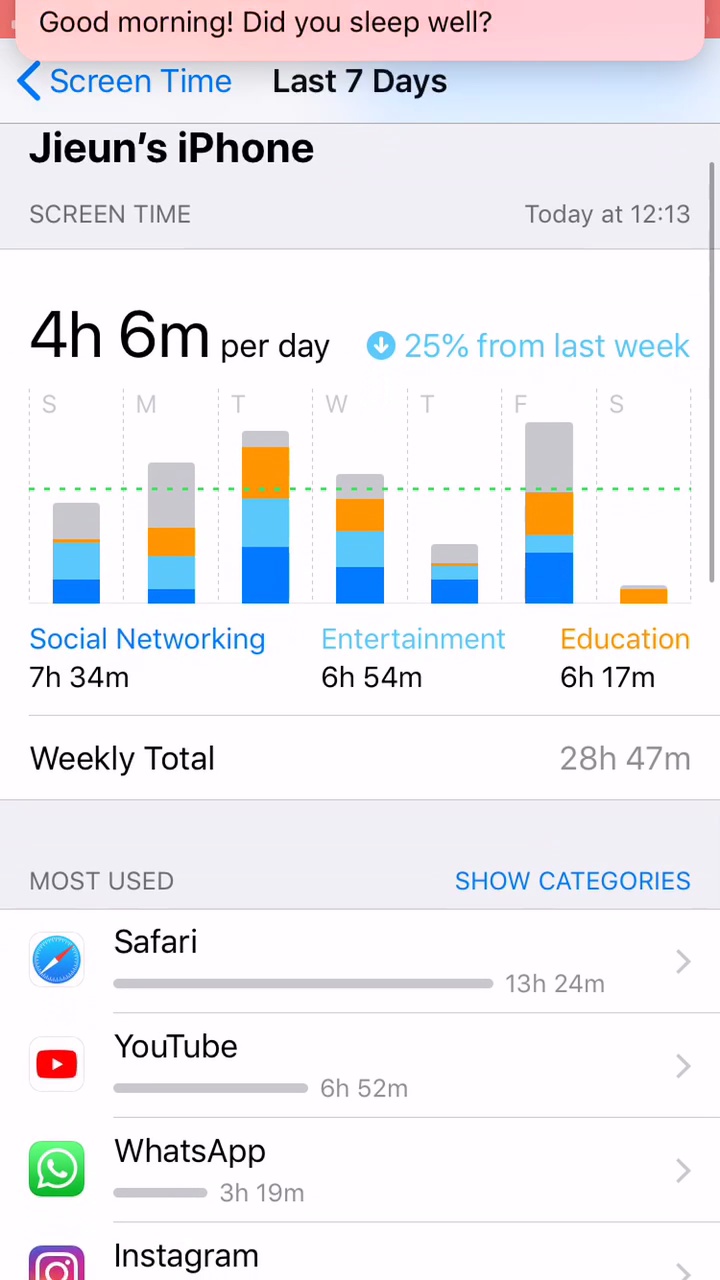 Good morning! Did you sleep well?
Screen Time Last 7 Days
Jieun’s iPhone
SCREEN TIME Today at 12:13
4h 6m per day 25% from last week
S M T W T F S
Social Networking Entertainment Education
7h 34m 6h 54m 6h 17m
Weekly Total 28h 47m
MOST USED SHOW CATEGORIES
Safari
13h 24m
YouTube
6h 52m
WhatsApp
3h 19m
Instagram